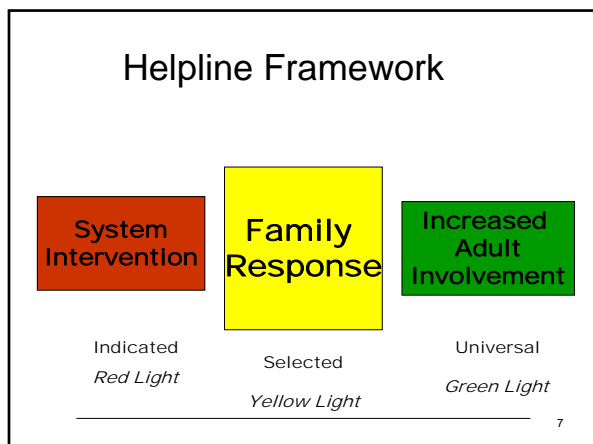 Helpline Framework
System
Intervention
Family
Response
Increased
Adult
Involvement
Indicated
Red Light
Selected
Yellow Light
Universal
Green Light
7